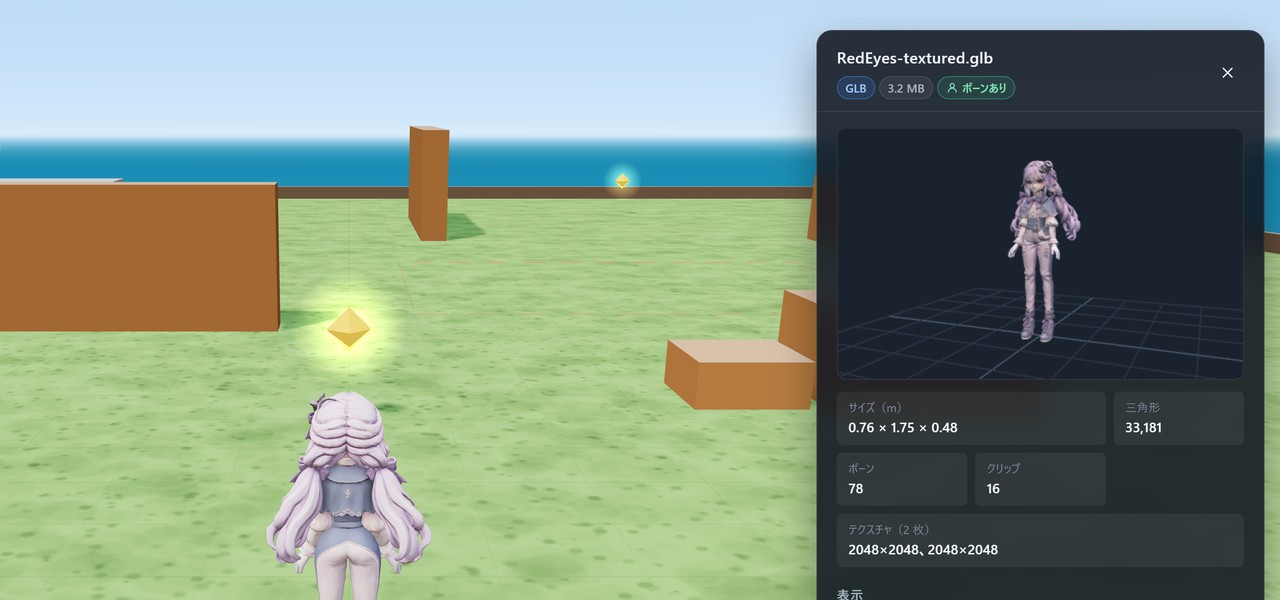 RedEyes-textured.glb
GLB 3.2 MB ボーンあり
サイズ（m） 三角形
0.76 × 1.75 × 0.48 33,181
ボーン クリップ
78 16
テクスチャ（2 枚）
2048×2048、2048×2048
表示